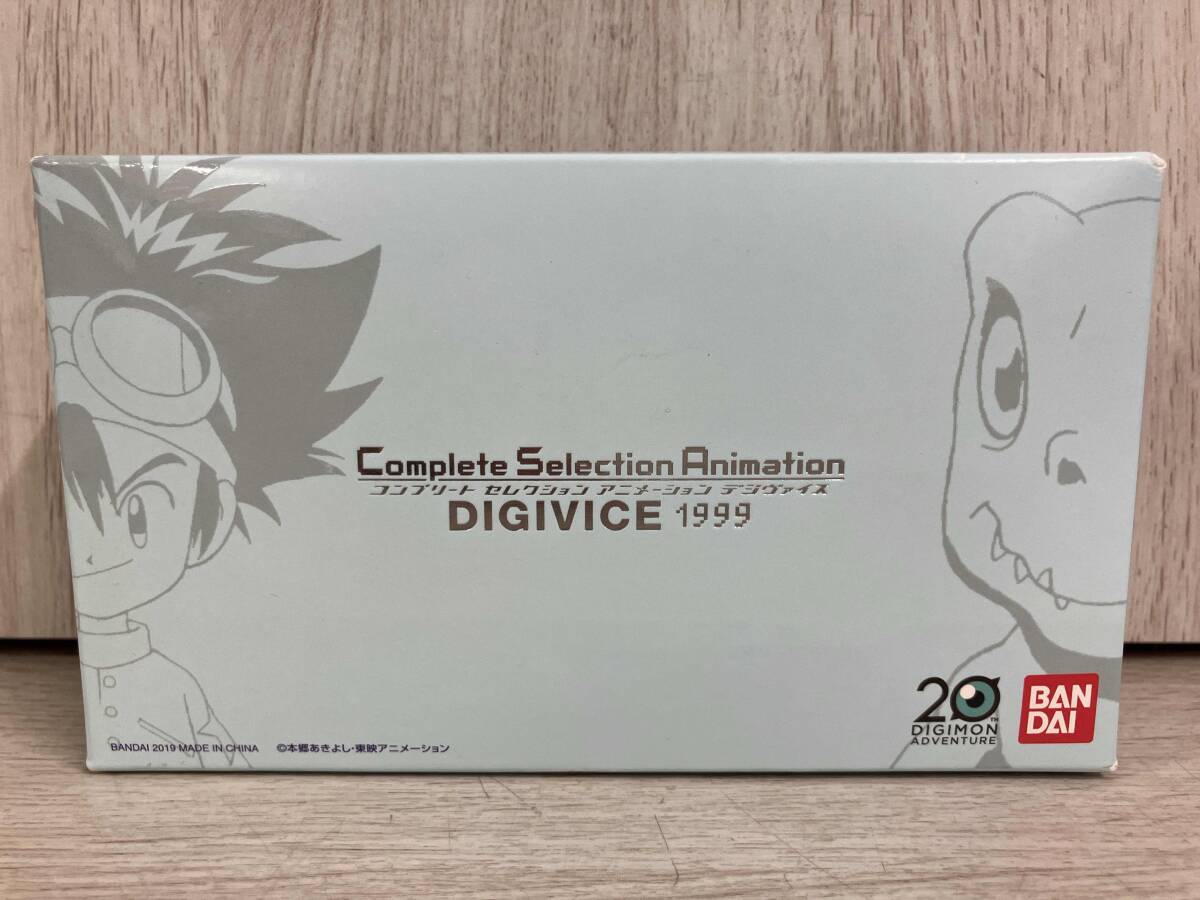 Complete Selection Animation
コンプリート セレクション アニメーション デジヴァイス
DIGIVICE 1999
20
TM
DIGIMON
ADVENTURE
BAN
DAI
BANDAI 2019 MADE IN CHINA ©本郷あきよし・東映アニメーション